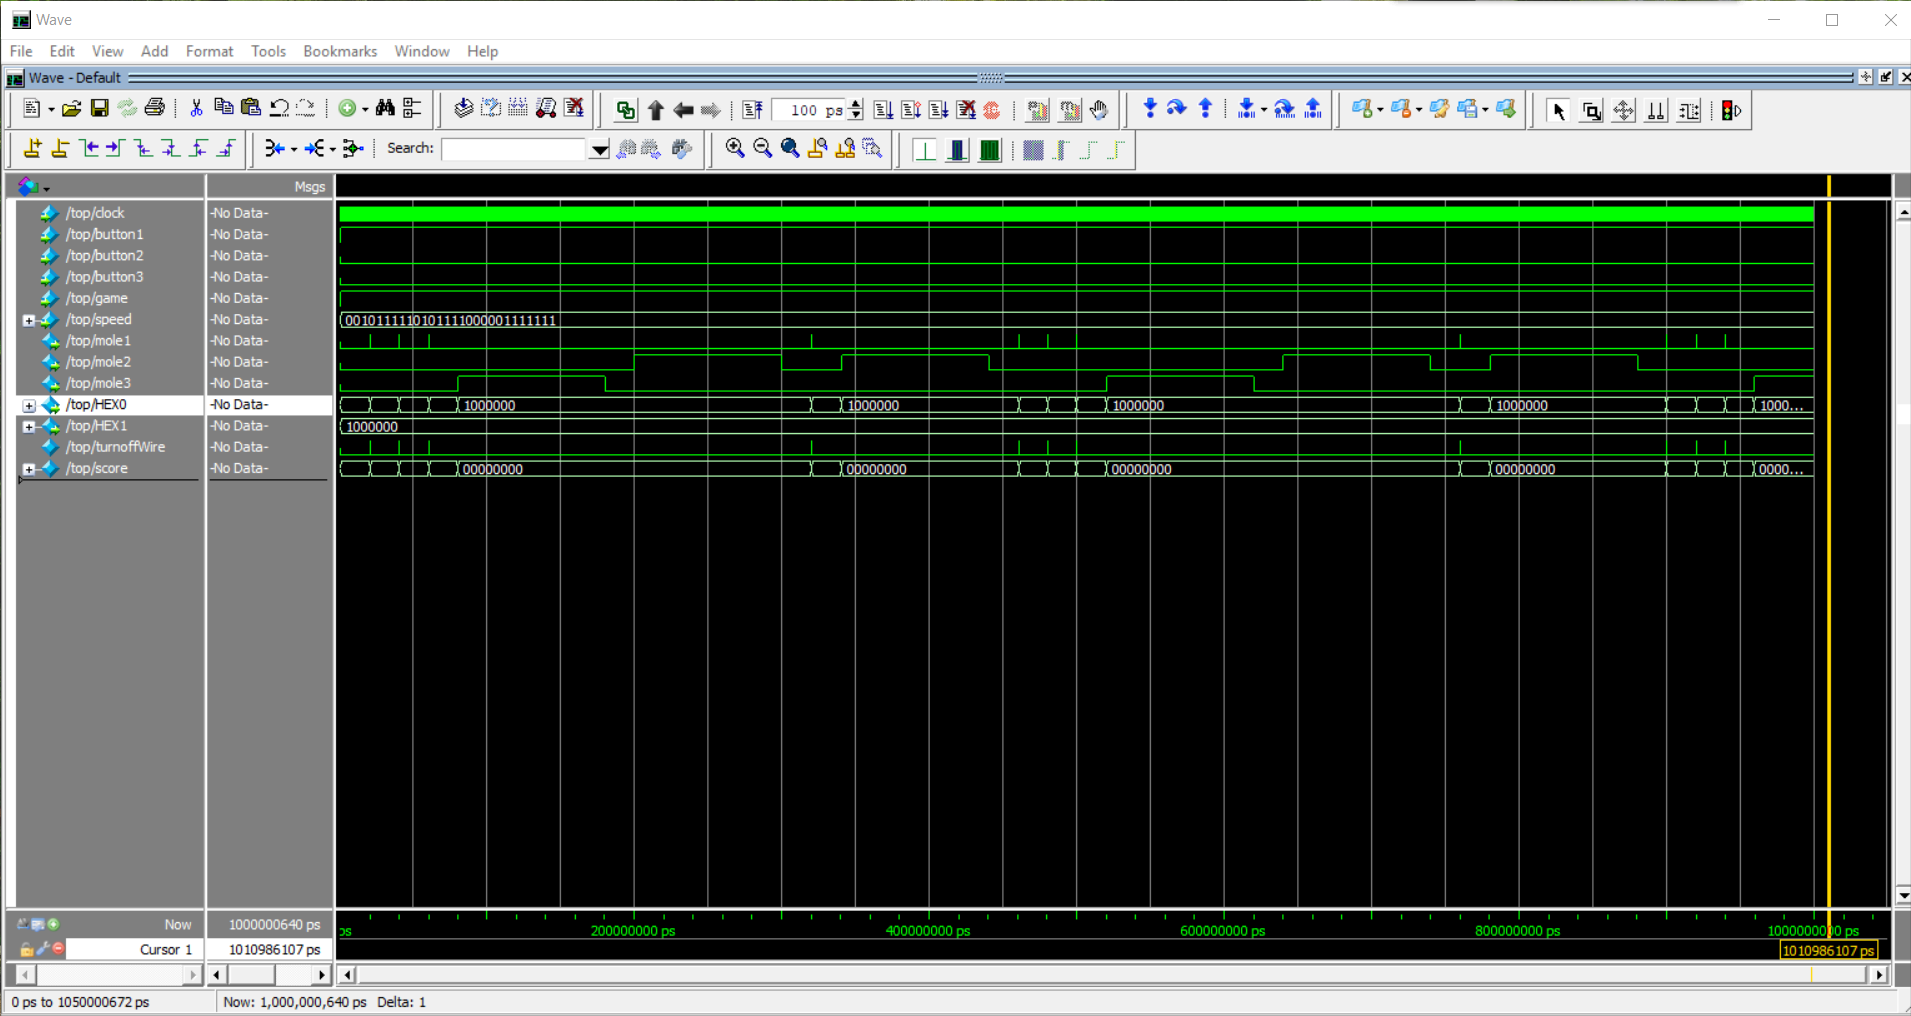 Wave
File Edit View Add Format Tools Bookmarks Window Help
Wave - Default
100 ps
Search:
Msgs
/top/clock -No Data-
/top/button1 -No Data-
/top/button2 -No Data-
/top/button3 -No Data-
/top/game -No Data-
/top/speed -No Data- 0010111110101111000001111111
/top/mole1 -No Data-
/top/mole2 -No Data-
/top/mole3 -No Data-
/top/HEX0 -No Data- 1000000 1000000 1000000 1000000 1000...
/top/HEX1 -No Data- 1000000
/top/turnoffWire -No Data-
/top/score -No Data- 00000000 00000000 00000000 00000000 0000...
Now 1000000640 ps ps 200000000 ps 400000000 ps 600000000 ps 800000000 ps 1000000000 ps
Cursor 1 1010986107 ps 1010986107 ps
0 ps to 1050000672 ps Now: 1,000,000,640 ps Delta: 1